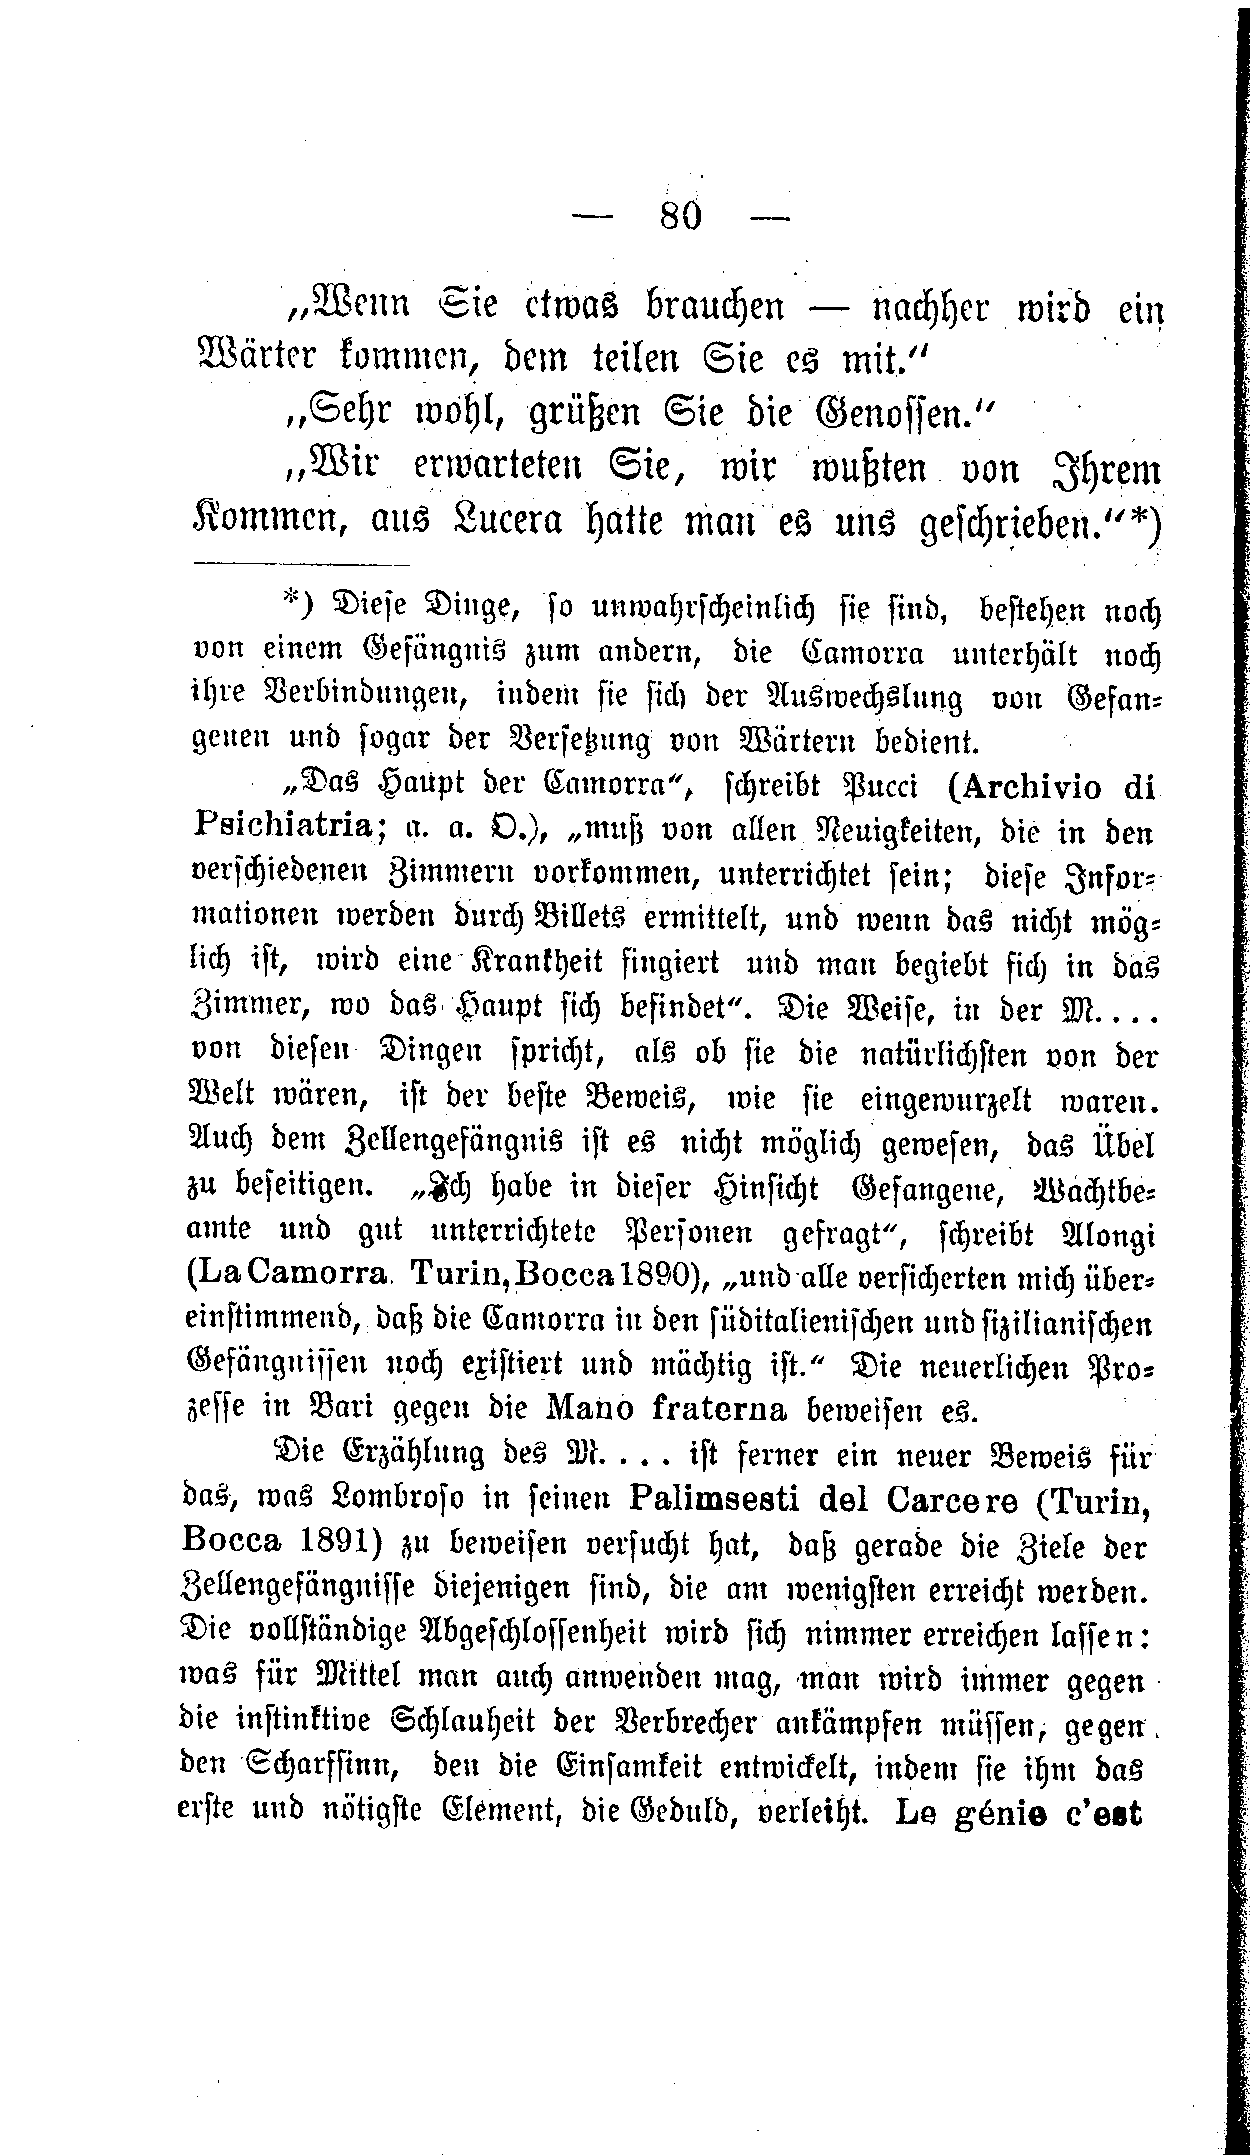 — 80 —
„Wenn Sie etwas brauchen — nachher wird ein
Wärter kommen, dem teilen Sie es mit.“
„Sehr wohl, grüßen Sie die Genossen.“
„Wir erwarteten Sie, wir wußten von Ihrem
Kommen, aus Lucera hatte man es uns geschrieben.“*)
*) Diese Dinge, so unwahrscheinlich sie sind, bestehen noch
von einem Gefängnis zum andern, die Camorra unterhält noch
ihre Verbindungen, indem sie sich der Auswechslung von Gefan-
genen und sogar der Versetzung von Wärtern bedient.
„Das Haupt der Camorra“, schreibt Pucci (Archivio di
Psichiatria; a. a. O.), „muß von allen Neuigkeiten, die in den
verschiedenen Zimmern vorkommen, unterrichtet sein; diese Infor-
mationen werden durch Billets ermittelt, und wenn das nicht mög-
lich ist, wird eine Krankheit fingiert und man begiebt sich in das
Zimmer, wo das Haupt sich befindet“. Die Weise, in der M....
von diesen Dingen spricht, als ob sie die natürlichsten von der
Welt wären, ist der beste Beweis, wie sie eingewurzelt waren.
Auch dem Zellengefängnis ist es nicht möglich gewesen, das Übel
zu beseitigen. „Ich habe in dieser Hinsicht Gefangene, Wachtbe-
amte und gut unterrichtete Personen gefragt“, schreibt Alongi
(La Camorra. Turin, Bocca 1890), „und alle versicherten mich über-
einstimmend, daß die Camorra in den süditalienischen und sizilianischen
Gefängnissen noch existiert und mächtig ist.“ Die neuerlichen Pro-
zesse in Bari gegen die Mano fraterna beweisen es.
Die Erzählung des M.... ist ferner ein neuer Beweis für
das, was Lombroso in seinen Palimsesti del Carcere (Turin,
Bocca 1891) zu beweisen versucht hat, daß gerade die Ziele der
Zellengefängnisse diejenigen sind, die am wenigsten erreicht werden.
Die vollständige Abgeschlossenheit wird sich nimmer erreichen lassen:
was für Mittel man auch anwenden mag, man wird immer gegen
die instinktive Schlauheit der Verbrecher ankämpfen müssen, gegen
den Scharfsinn, den die Einsamkeit entwickelt, indem sie ihm das
erste und nötigste Element, die Geduld, verleiht. Le génie c'est